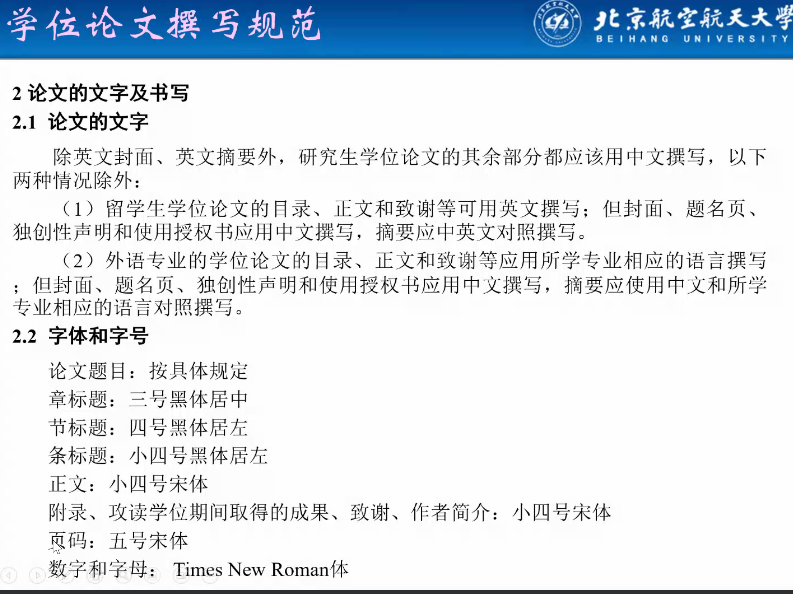 学位论文撰写规范
北京航空航天大学
BEIHANG UNIVERSITY
2 论文的文字及书写
2.1 论文的文字
除英文封面、英文摘要外，研究生学位论文的其余部分都应该用中文撰写，以下
两种情况除外：
（1）留学生学位论文的目录、正文和致谢等可用英文撰写；但封面、题名页、
独创性声明和使用授权书应用中文撰写，摘要应中英文对照撰写。
（2）外语专业的学位论文的目录、正文和致谢等应用所学专业相应的语言撰写
；但封面、题名页、独创性声明和使用授权书应用中文撰写，摘要应使用中文和所学
专业相应的语言对照撰写。
2.2 字体和字号
论文题目：按具体规定
章标题：三号黑体居中
节标题：四号黑体居左
条标题：小四号黑体居左
正文：小四号宋体
附录、攻读学位期间取得的成果、致谢、作者简介：小四号宋体
页码：五号宋体
数字和字母： Times New Roman体